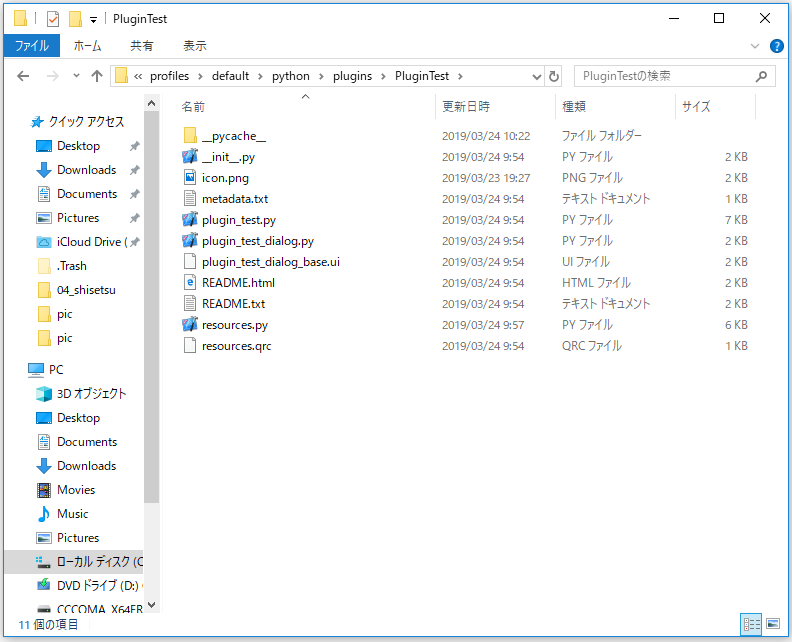 PluginTest
ファイル ホーム 共有 表示
« profiles › default › python › plugins › PluginTest ›
PluginTestの検索
クイック アクセス
Desktop
Downloads
Documents
Pictures
iCloud Drive (
.Trash
04_shisetsu
pic
pic
PC
3D オブジェクト
Desktop
Documents
Downloads
Movies
Music
Pictures
ローカル ディスク (C
DVD ドライブ (D:)
CCCOMA_X64FR
名前 更新日時 種類 サイズ
__pycache__ 2019/03/24 10:22 ファイル フォルダー
__init__.py 2019/03/24 9:54 PY ファイル 2 KB
icon.png 2019/03/23 19:27 PNG ファイル 2 KB
metadata.txt 2019/03/24 9:54 テキスト ドキュメント 1 KB
plugin_test.py 2019/03/24 9:54 PY ファイル 7 KB
plugin_test_dialog.py 2019/03/24 9:54 PY ファイル 2 KB
plugin_test_dialog_base.ui 2019/03/24 9:54 UI ファイル 2 KB
README.html 2019/03/24 9:54 HTML ファイル 2 KB
README.txt 2019/03/24 9:54 テキスト ドキュメント 2 KB
resources.py 2019/03/24 9:57 PY ファイル 6 KB
resources.qrc 2019/03/24 9:54 QRC ファイル 1 KB
11 個の項目